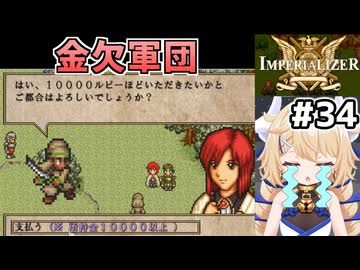 金欠軍団
IMPERIALIZER
#34
はい、１００００ルピーほどいただきたいかと
ご都合はよろしいでしょうか？
支払う（※ 所持金１００００以上 ）